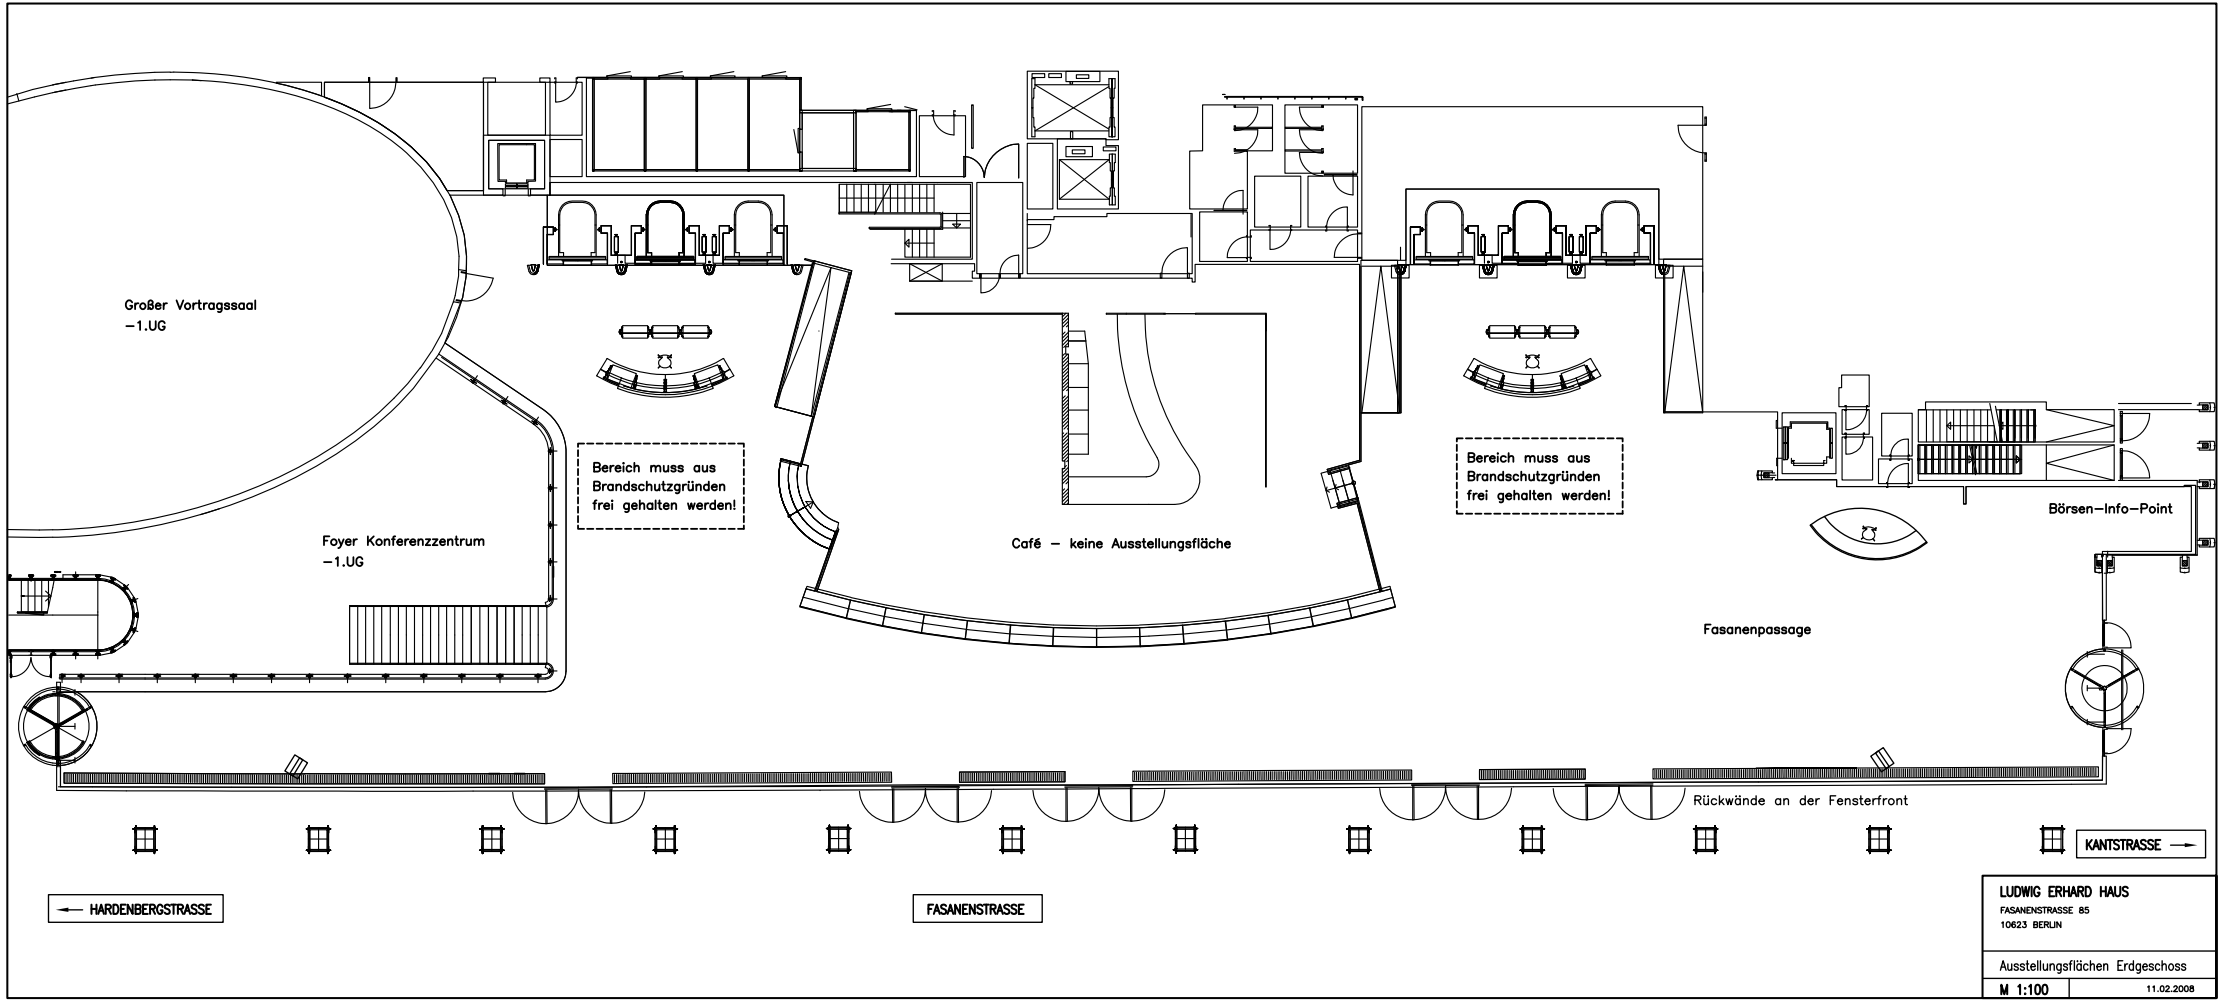 Großer Vortragssaal
-1.UG
Bereich muss aus
Brandschutzgründen
frei gehalten werden!
Bereich muss aus
Brandschutzgründen
frei gehalten werden!
Börsen-Info-Point
Foyer Konferenzzentrum
-1.UG
Café - keine Ausstellungsfläche
Fasanenpassage
Rückwände an der Fensterfront
KANTSTRASSE →
← HARDENBERGSTRASSE
FASANENSTRASSE
LUDWIG ERHARD HAUS
FASANENSTRASSE 85
10623 BERLIN
Ausstellungsflächen Erdgeschoss
M 1:100
11.02.2008